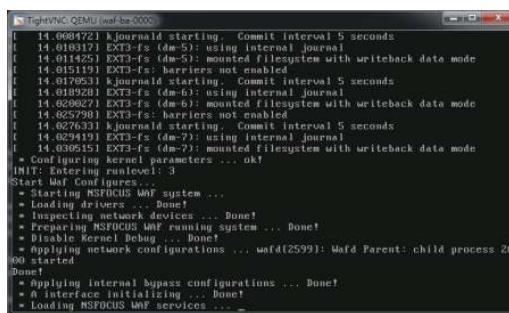 TightVNC: QEMU (waf-ba-0000)
[   14.008472] kjournald starting.  Commit interval 5 seconds
[   14.010317] EXT3-fs (dm-5): using internal journal
[   14.011425] EXT3-fs (dm-5): mounted filesystem with writeback data mode
[   14.015119] EXT3-fs: barriers not enabled
[   14.017053] kjournald starting.  Commit interval 5 seconds
[   14.018928] EXT3-fs (dm-6): using internal journal
[   14.020027] EXT3-fs (dm-6): mounted filesystem with writeback data mode
[   14.025798] EXT3-fs: barriers not enabled
[   14.027633] kjournald starting.  Commit interval 5 seconds
[   14.029419] EXT3-fs (dm-7): using internal journal
[   14.030515] EXT3-fs (dm-7): mounted filesystem with writeback data mode
* Configuring kernel parameters ... ok!
INIT: Entering runlevel: 3
Start Waf Configures...
* Starting NSFOCUS WAF system ...
* Loading drivers ... Done!
* Inspecting network devices ... Done!
* Preparing NSFOCUS WAF running system ... Done!
* Disable Kernel Debug ... Done!
* Applying network configurations ... wafd[2599]: Wafd Parent: child process 26
00 started
Done!
* Applying internal bypass configurations ... Done!
* A interface initializing ... Done!
* Loading NSFOCUS WAF services ... _